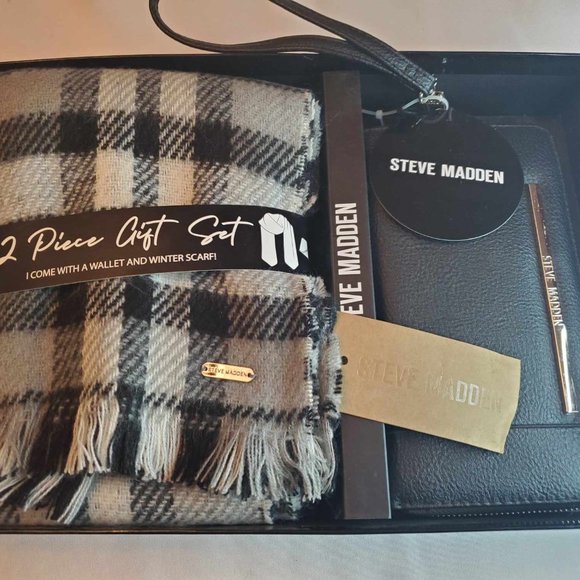 2 Piece Gift Set
I COME WITH A WALLET AND WINTER SCARF!
STEVE MADDEN
EVE MADDEN
STEVE MADDEN
STEVE MADDEN
STEVE MADDEN